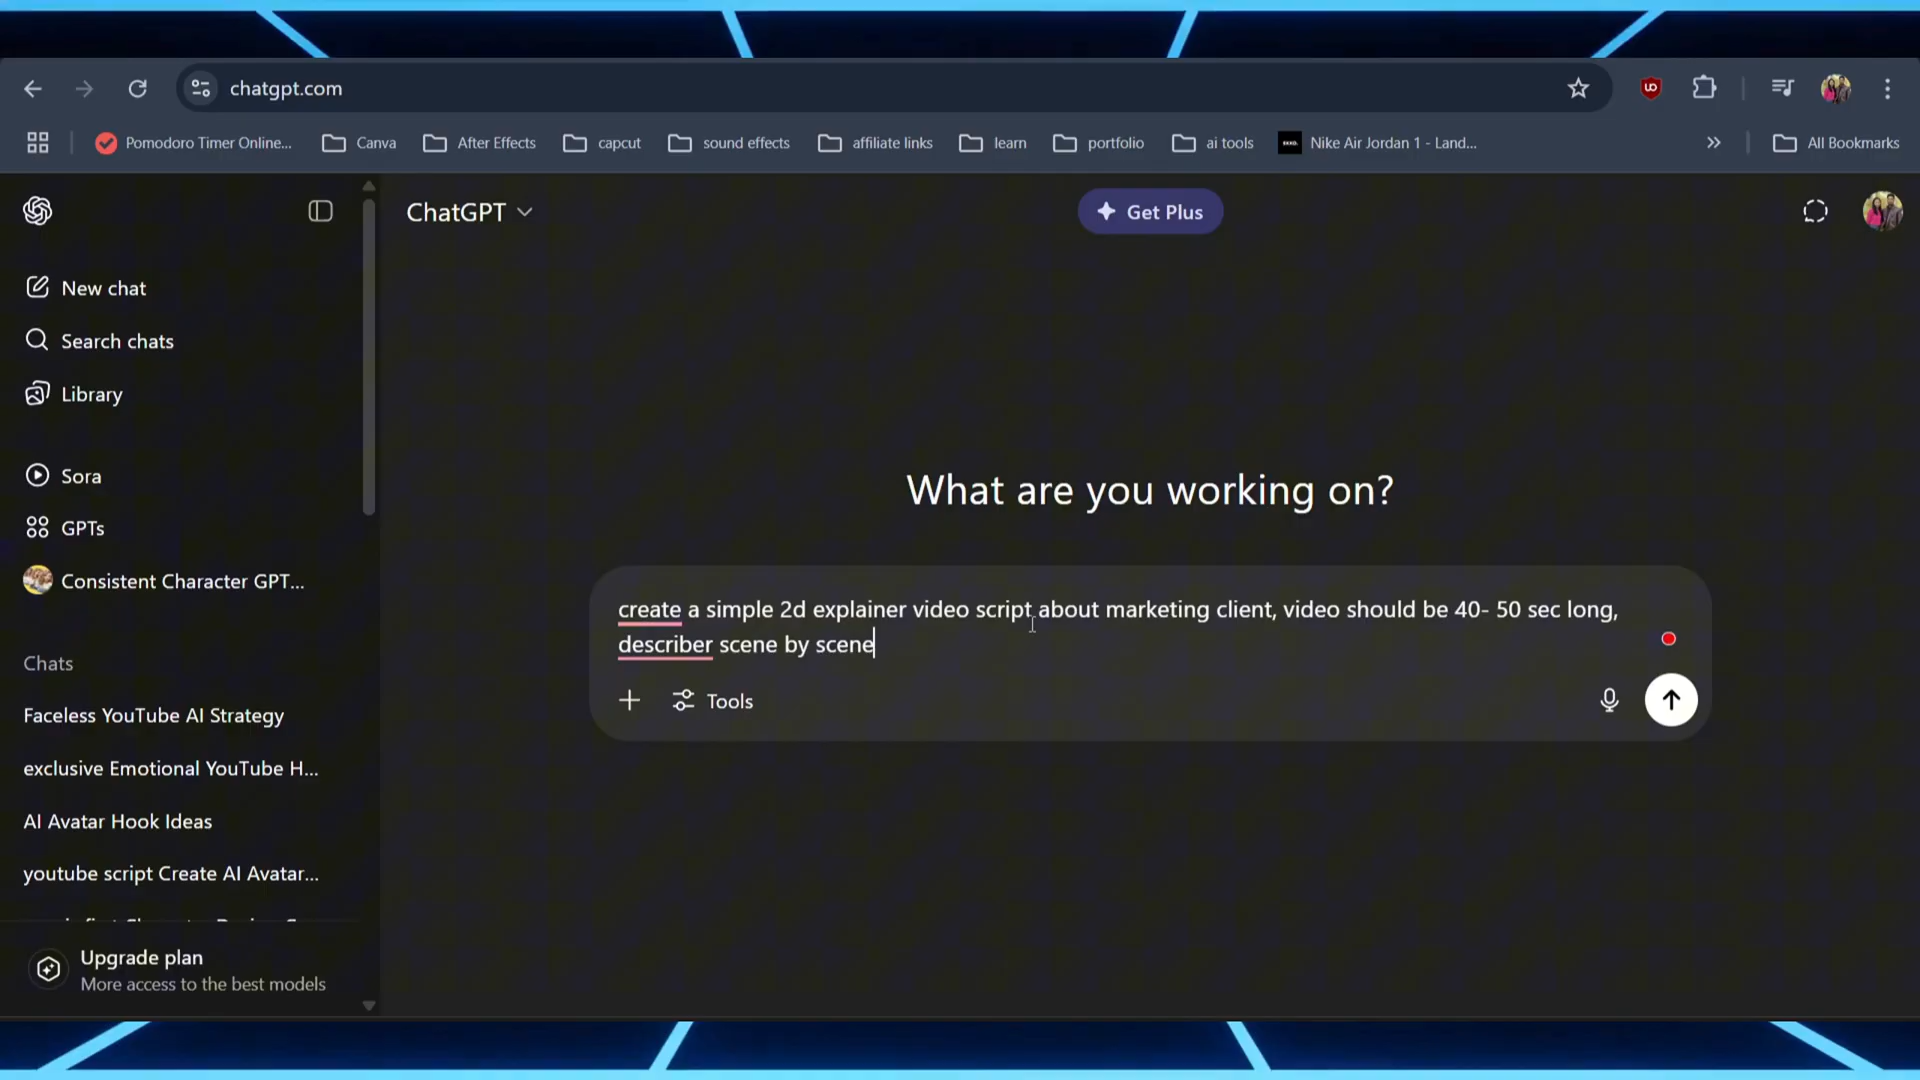 chatgpt.com
Pomodoro Timer Online...
Canva
After Effects
capcut
sound effects
affiliate links
learn
portfolio
ai tools
Nike Air Jordan 1 - Land...
All Bookmarks
ChatGPT
Get Plus
New chat
Search chats
Library
Sora
GPTs
Consistent Character GPT...
Chats
Faceless YouTube AI Strategy
exclusive Emotional YouTube H...
AI Avatar Hook Ideas
youtube script Create AI Avatar...
Upgrade plan
More access to the best models
What are you working on?
create a simple 2d explainer video script about marketing client, video should be 40- 50 sec long,
describer scene by scene
Tools